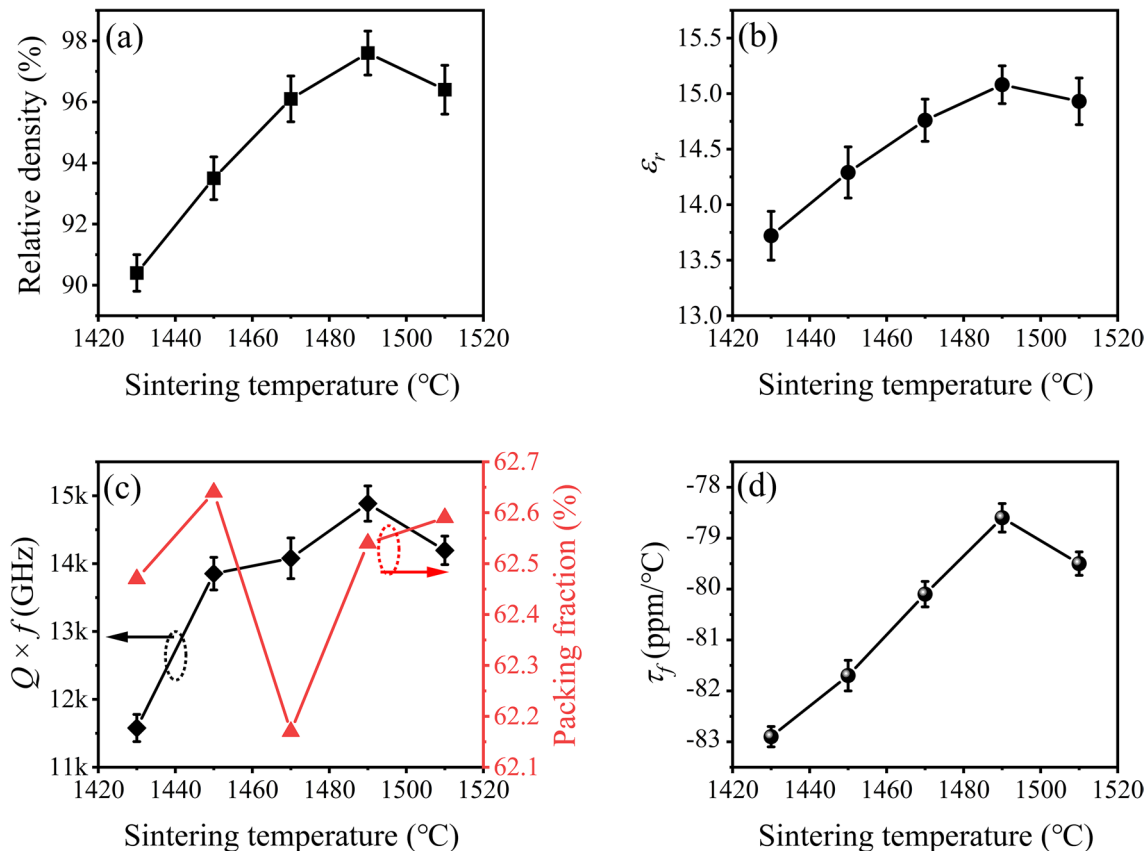 (a)
Relative density (%)
98
96
94
92
90
1420 1440 1460 1480 1500 1520
Sintering temperature (°C)
(b)
εr
15.5
15.0
14.5
14.0
13.5
13.0
1420 1440 1460 1480 1500 1520
Sintering temperature (°C)
(c)
Q × f (GHz)
15k
14k
13k
12k
11k
62.7
62.6
62.5
62.4
62.3
62.2
62.1
Packing fraction (%)
1420 1440 1460 1480 1500 1520
Sintering temperature (°C)
(d)
τf (ppm/°C)
-78
-79
-80
-81
-82
-83
1420 1440 1460 1480 1500 1520
Sintering temperature (°C)